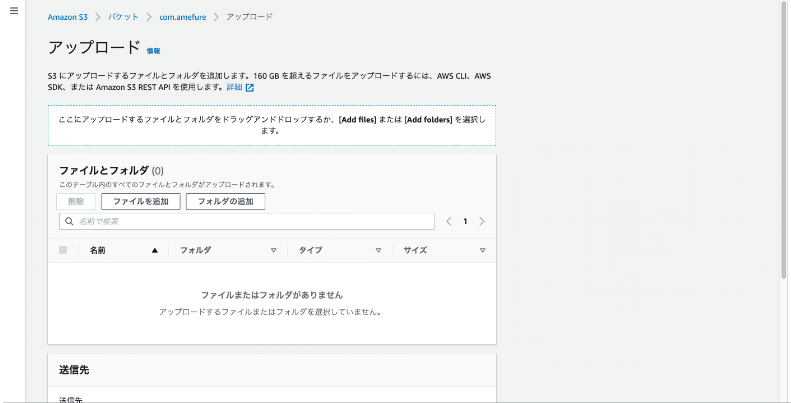 Amazon S3 > バケット > com.amefure > アップロード
アップロード 情報
S3 にアップロードするファイルとフォルダを追加します。160 GB を超えるファイルをアップロードするには、AWS CLI、AWS
SDK、または Amazon S3 REST API を使用します。詳細
ここにアップロードするファイルとフォルダをドラッグアンドドロップするか、[Add files] または [Add folders] を選択し
ます。
ファイルとフォルダ (0)
このテーブル内のすべてのファイルとフォルダがアップロードされます。
削除 ファイルを追加 フォルダの追加
名前で検索 < 1 >
名前 フォルダ タイプ サイズ
ファイルまたはフォルダがありません
アップロードするファイルまたはフォルダを選択していません。
送信先
送信先